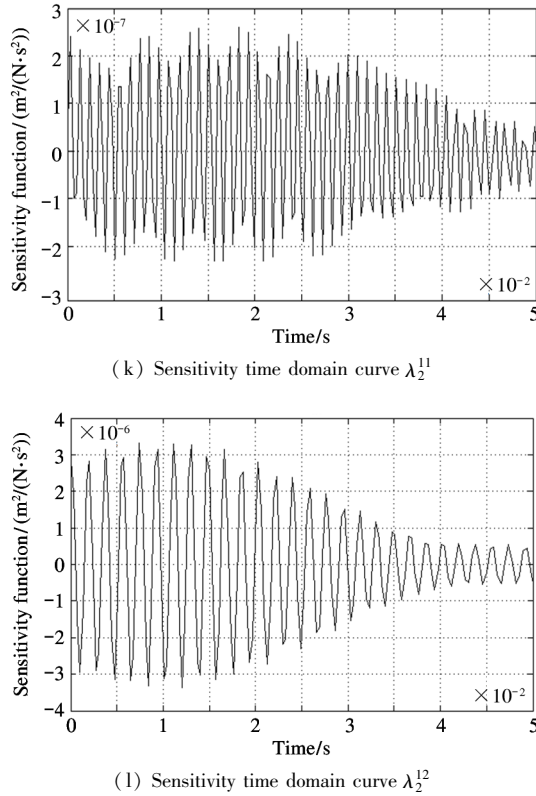 × 10⁻⁷
3
2
1
0
−1
−2
−3
Sensitivity function/ (m²/(N·s²))
× 10⁻²
0 1 2 3 4 5
Time/s
(k) Sensitivity time domain curve λ₂¹¹
× 10⁻⁶
4
3
2
1
0
−1
−2
−3
−4
Sensitivity function/ (m²/(N·s²))
× 10⁻²
0 1 2 3 4 5
Time/s
(l) Sensitivity time domain curve λ₂¹²